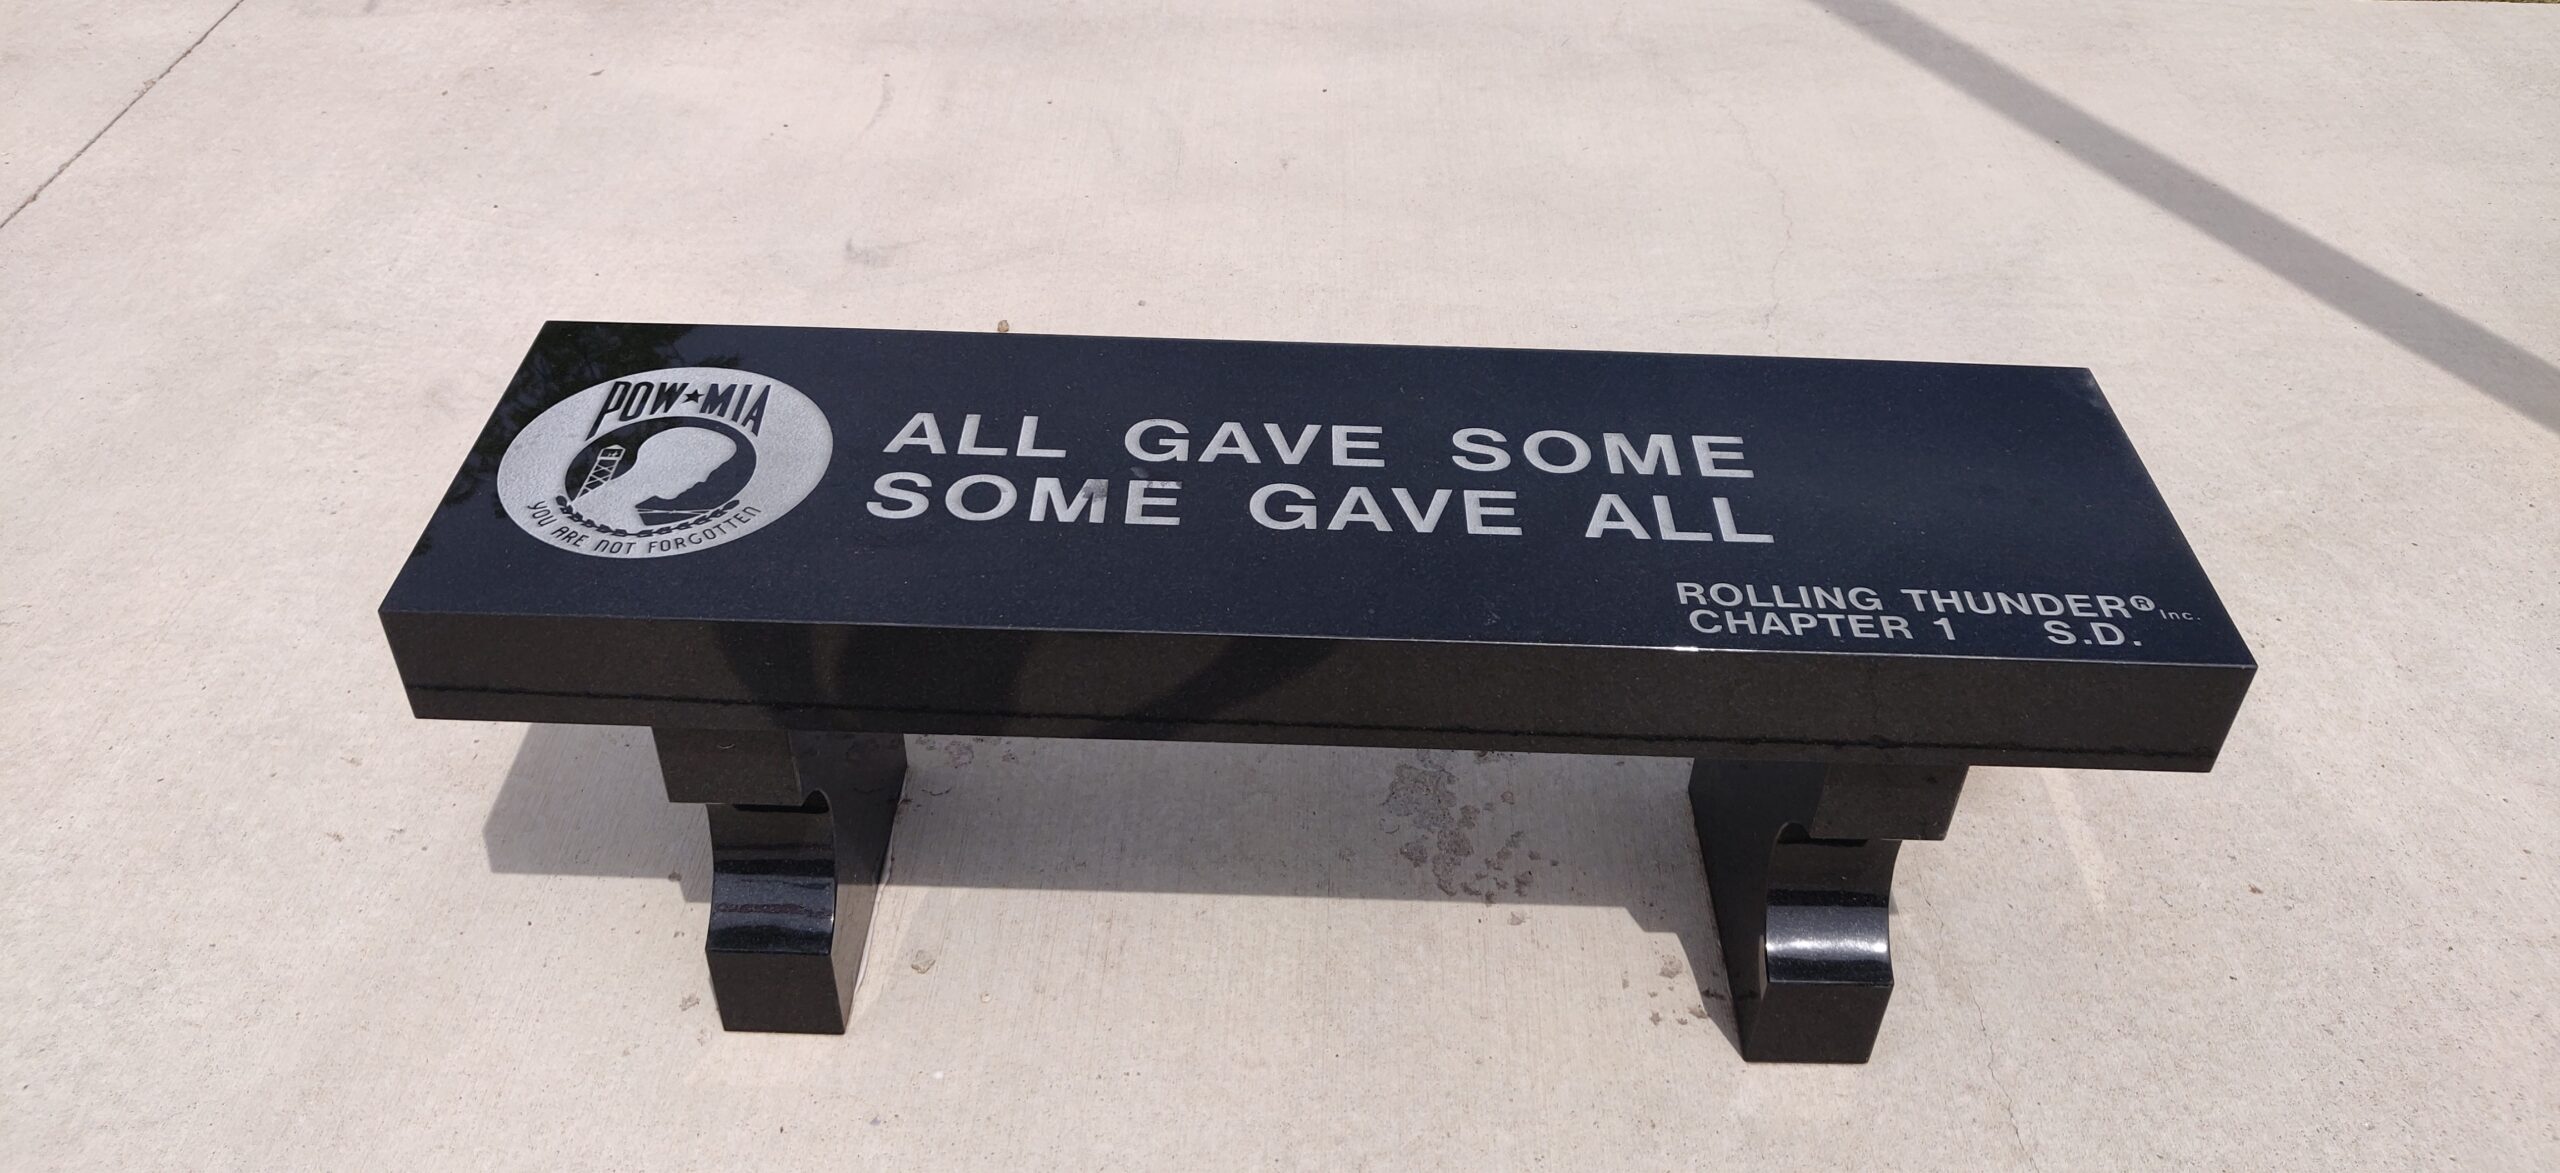 POW★MIA
YOU ARE NOT FORGOTTEN
ALL GAVE SOME
SOME GAVE ALL
ROLLING THUNDER® Inc.
CHAPTER 1 S.D.